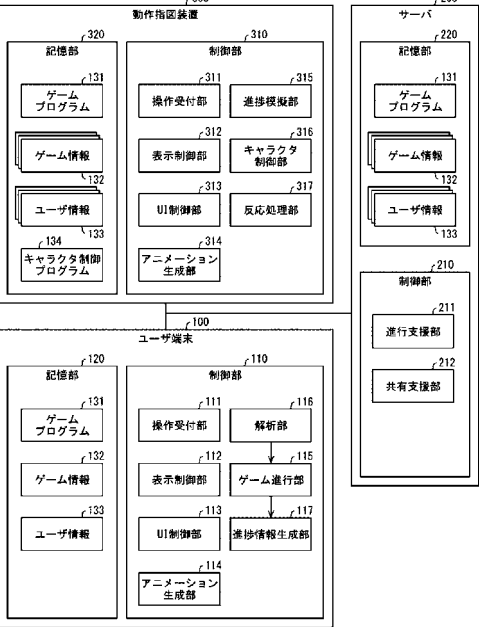 動作指図装置
320
記憶部
131
ゲーム
プログラム
ゲーム情報
132
ユーザ情報
133
134
キャラクタ制御
プログラム
310
制御部
311
操作受付部
315
進捗模擬部
312
表示制御部
316
キャラクタ
制御部
313
UI制御部
317
反応処理部
314
アニメーション
生成部
サーバ
220
記憶部
131
ゲーム
プログラム
ゲーム情報
132
ユーザ情報
133
210
制御部
211
進行支援部
212
共有支援部
100
ユーザ端末
120
記憶部
131
ゲーム
プログラム
132
ゲーム情報
133
ユーザ情報
110
制御部
111
操作受付部
116
解析部
112
表示制御部
115
ゲーム進行部
113
UI制御部
117
進捗情報生成部
114
アニメーション
生成部